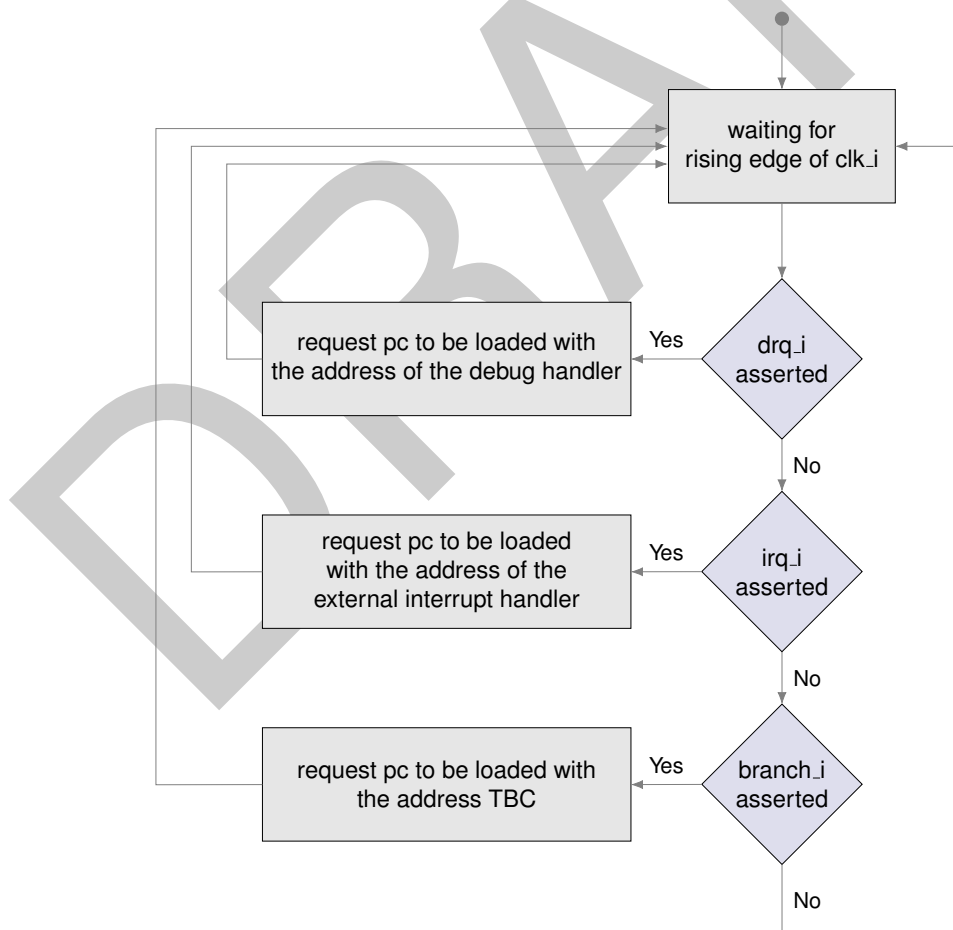 waiting for
rising edge of clk_i
request pc to be loaded with
the address of the debug handler
Yes
drq_i
asserted
No
request pc to be loaded
with the address of the
external interrupt handler
Yes
irq_i
asserted
No
request pc to be loaded with
the address TBC
Yes
branch_i
asserted
No
DRA